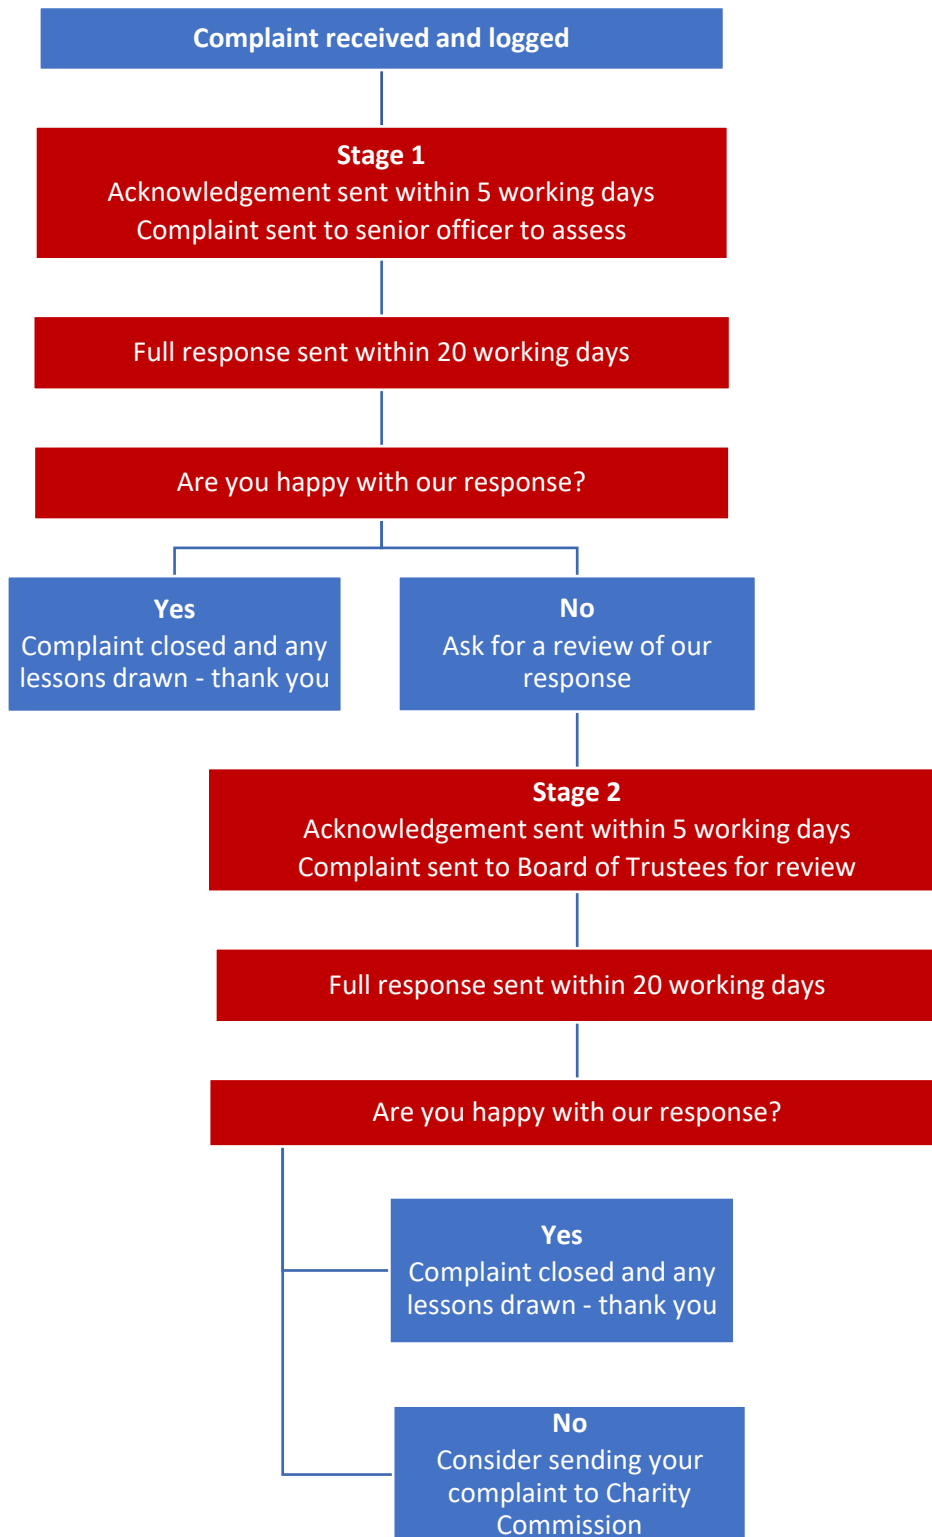 Complaint received and logged
Stage 1
Acknowledgement sent within 5 working days
Complaint sent to senior officer to assess
Full response sent within 20 working days
Are you happy with our response?
Yes
Complaint closed and any
lessons drawn - thank you
No
Ask for a review of our
response
Stage 2
Acknowledgement sent within 5 working days
Complaint sent to Board of Trustees for review
Full response sent within 20 working days
Are you happy with our response?
Yes
Complaint closed and any
lessons drawn - thank you
No
Consider sending your
complaint to Charity
Commission